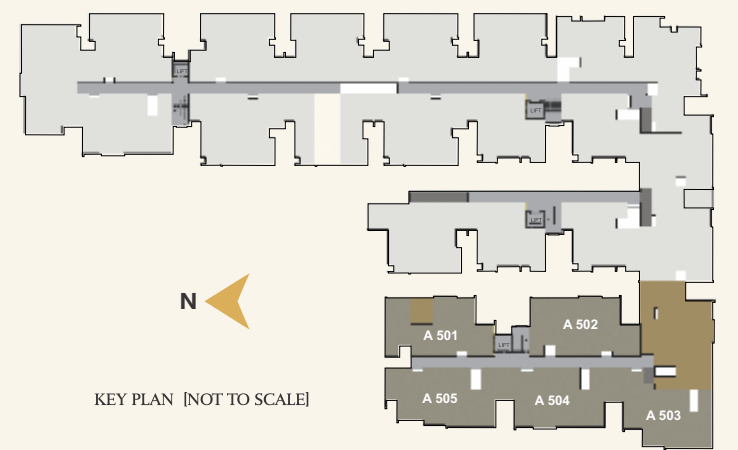 LIFT
LIFT
LIFT
N
A 501
A 502
LIFT
A 505
A 504
A 503
KEY PLAN [NOT TO SCALE]